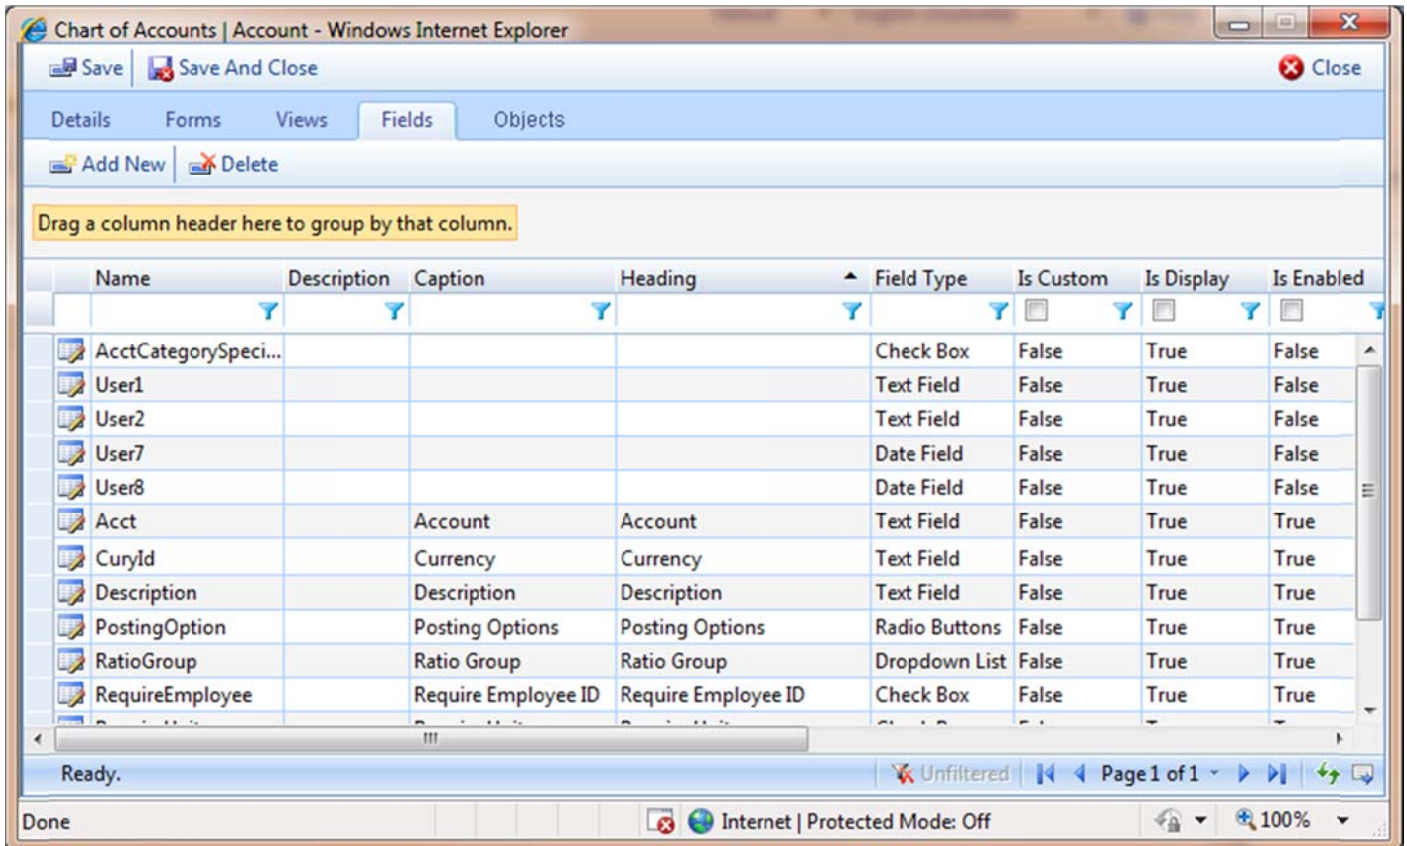 Chart of Accounts | Account - Windows Internet Explorer
Save Save And Close Close
Details Forms Views Fields Objects
Add New Delete
Drag a column header here to group by that column.
Name Description Caption Heading Field Type Is Custom Is Display Is Enabled
AcctCategorySpeci... Check Box False True False
User1 Text Field False True False
User2 Text Field False True False
User7 Date Field False True False
User8 Date Field False True False
Acct Account Account Text Field False True True
CuryId Currency Currency Text Field False True True
Description Description Description Text Field False True True
PostingOption Posting Options Posting Options Radio Buttons False True True
RatioGroup Ratio Group Ratio Group Dropdown List False True True
RequireEmployee Require Employee ID Require Employee ID Check Box False True True
Ready. Unfiltered Page 1 of 1
Done Internet | Protected Mode: Off 100%